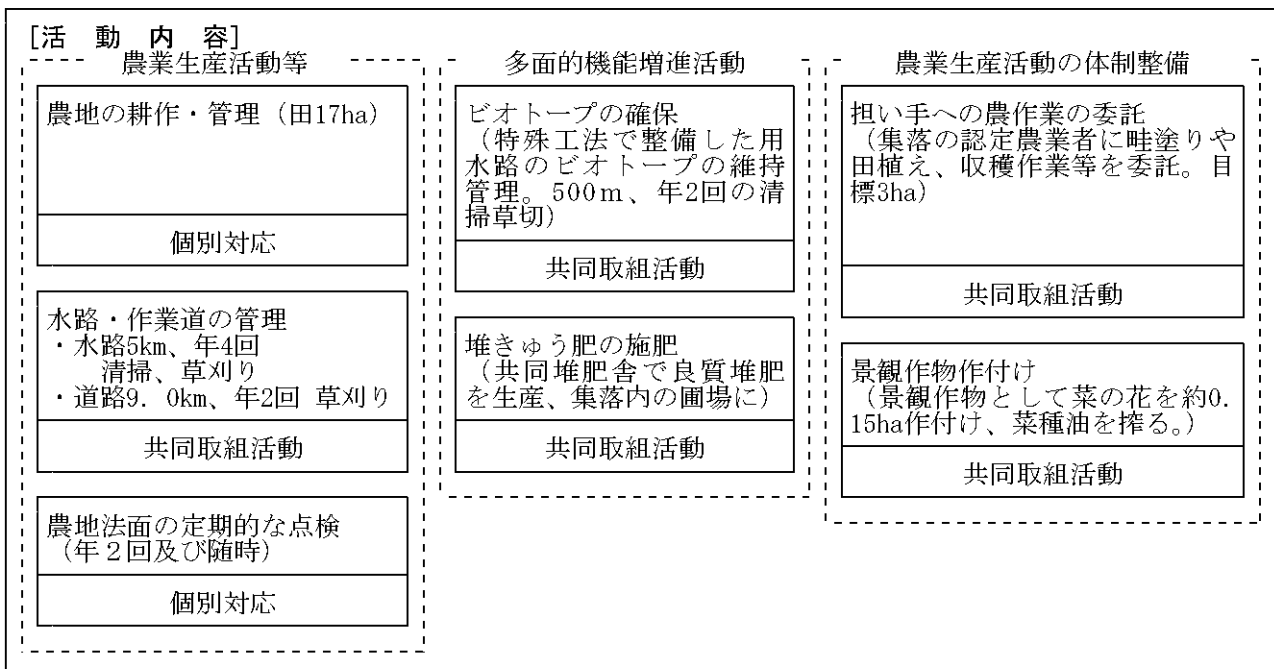 [活 動 内 容]
農業生産活動等
農地の耕作・管理（田17ha）
個別対応
水路・作業道の管理
・水路5km、年4回
清掃、草刈り
・道路9. 0km、年2回 草刈り
共同取組活動
農地法面の定期的な点検
（年２回及び随時）
個別対応
多面的機能増進活動
ビオトープの確保
（特殊工法で整備した用
水路のビオトープの維持
管理。500ｍ、年2回の清
掃草切）
共同取組活動
堆きゅう肥の施肥
（共同堆肥舎で良質堆肥
を生産、集落内の圃場に）
共同取組活動
農業生産活動の体制整備
担い手への農作業の委託
（集落の認定農業者に畦塗りや
田植え、収穫作業等を委託。目
標3ha）
共同取組活動
景観作物作付け
（景観作物として菜の花を約0.
15ha作付け、菜種油を搾る。）
共同取組活動